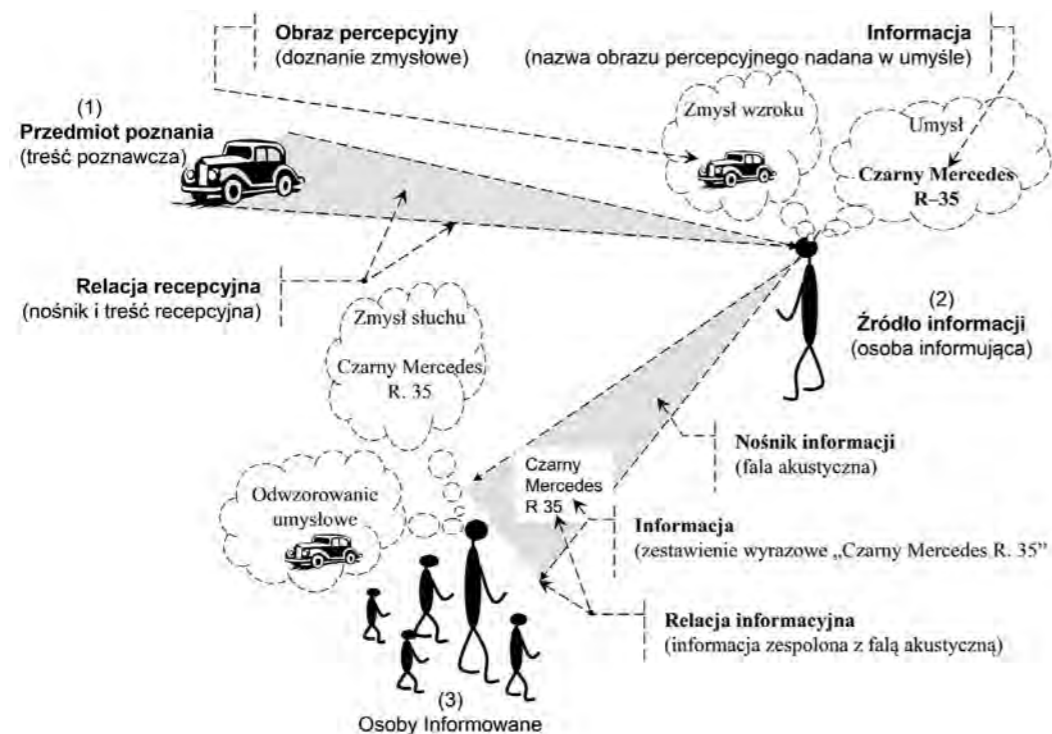 Obraz percepcyjny
(doznanie zmysłowe)
Informacja
(nazwa obrazu percepcyjnego nadana w umyśle)
(1)
Przedmiot poznania
(treść poznawcza)
Zmysł wzroku
Umysł
Czarny Mercedes
R–35
Relacja recepcyjna
(nośnik i treść recepcyjna)
Zmysł słuchu
Czarny Mercedes
R. 35
(2)
Źródło informacji
(osoba informująca)
Nośnik informacji
(fala akustyczna)
Czarny
Mercedes
R 35
Odwzorowanie
umysłowe
Informacja
(zestawienie wyrazowe „Czarny Mercedes R. 35”
Relacja informacyjna
(informacja zespolona z falą akustyczną)
(3)
Osoby Informowane